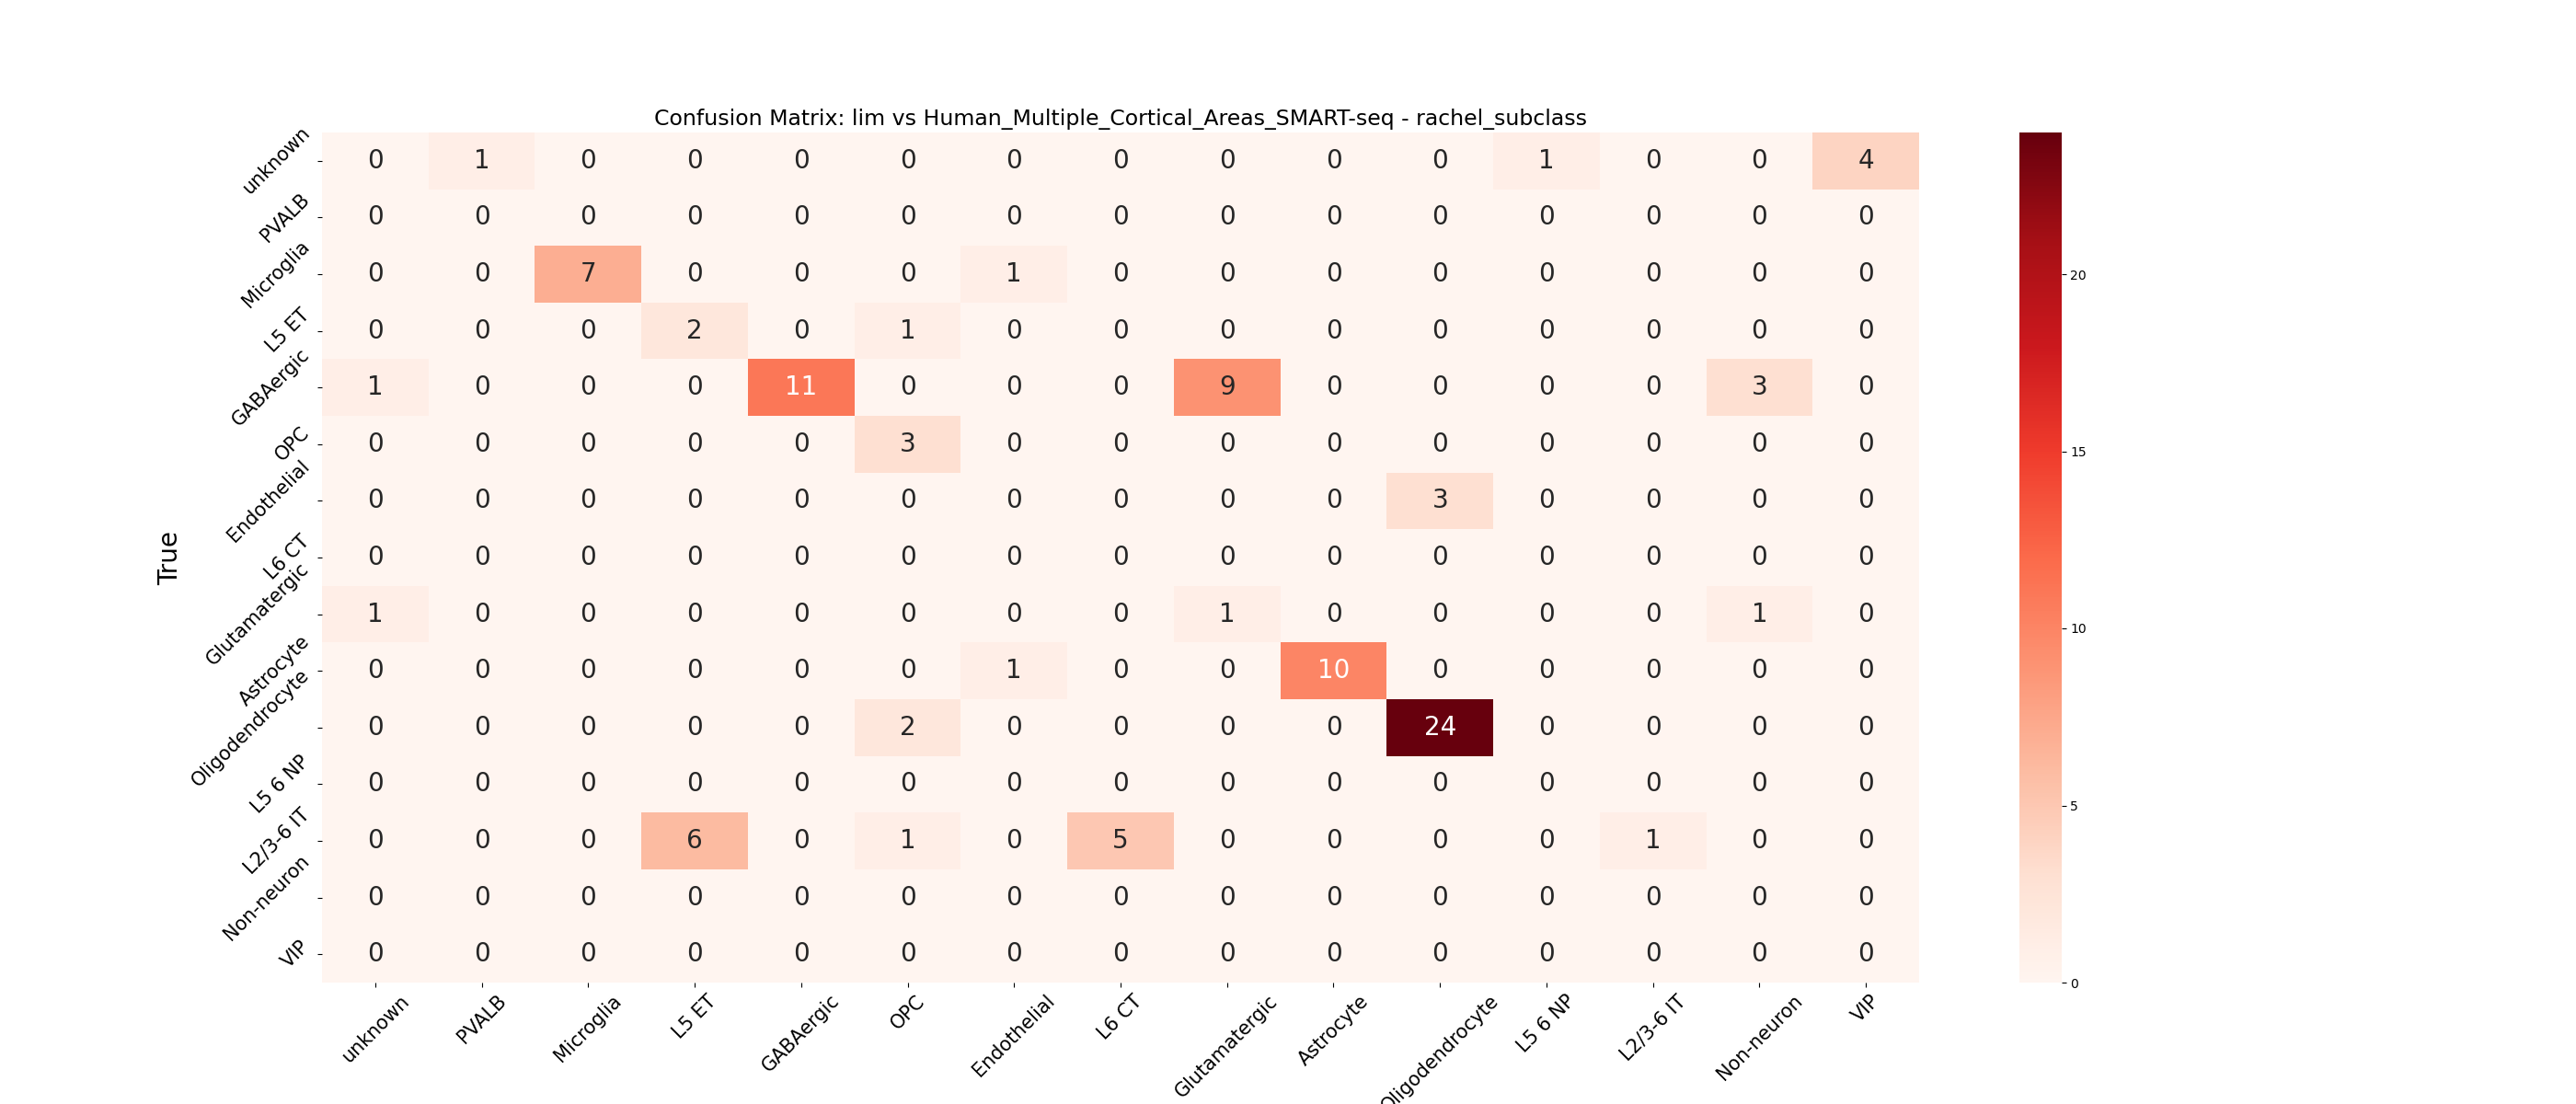 Confusion Matrix: lim vs Human_Multiple_Cortical_Areas_SMART-seq - rachel_subclass
unknown 0 1 0 0 0 0 0 0 0 0 0 1 0 0 4
PVALB 0 0 0 0 0 0 0 0 0 0 0 0 0 0 0
Microglia 0 0 7 0 0 0 1 0 0 0 0 0 0 0 0
L5 ET 0 0 0 2 0 1 0 0 0 0 0 0 0 0 0
GABAergic 1 0 0 0 11 0 0 0 9 0 0 0 0 3 0
OPC 0 0 0 0 0 3 0 0 0 0 0 0 0 0 0
Endothelial 0 0 0 0 0 0 0 0 0 0 3 0 0 0 0
L6 CT 0 0 0 0 0 0 0 0 0 0 0 0 0 0 0
Glutamatergic 1 0 0 0 0 0 0 0 1 0 0 0 0 1 0
Astrocyte 0 0 0 0 0 0 1 0 0 10 0 0 0 0 0
Oligodendrocyte 0 0 0 0 0 2 0 0 0 0 24 0 0 0 0
L5 6 NP 0 0 0 0 0 0 0 0 0 0 0 0 0 0 0
L2/3-6 IT 0 0 0 6 0 1 0 5 0 0 0 0 1 0 0
Non-neuron 0 0 0 0 0 0 0 0 0 0 0 0 0 0 0
VIP 0 0 0 0 0 0 0 0 0 0 0 0 0 0 0
True
unknown PVALB Microglia L5 ET GABAergic OPC Endothelial L6 CT Glutamatergic Astrocyte Oligodendrocyte L5 6 NP L2/3-6 IT Non-neuron VIP
20
15
10
5
0